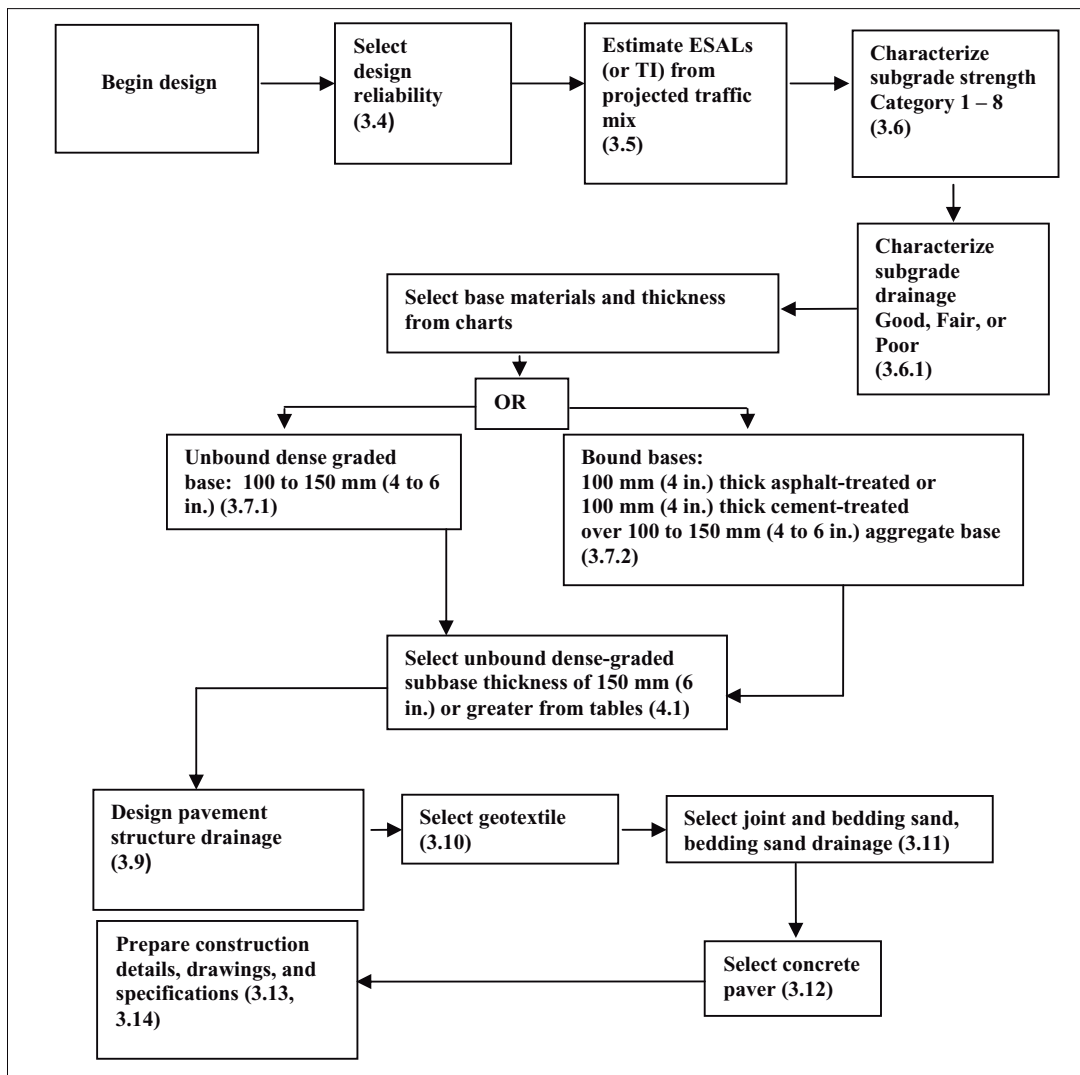 Begin design
Select
design
reliability
(3.4)
Estimate ESALs
(or TI) from
projected traffic
mix
(3.5)
Characterize
subgrade strength
Category 1 – 8
(3.6)
Characterize
subgrade
drainage
Good, Fair, or
Poor
(3.6.1)
Select base materials and thickness
from charts
OR
Unbound dense graded
base: 100 to 150 mm (4 to 6
in.) (3.7.1)
Bound bases:
100 mm (4 in.) thick asphalt-treated or
100 mm (4 in.) thick cement-treated
over 100 to 150 mm (4 to 6 in.) aggregate base
(3.7.2)
Select unbound dense-graded
subbase thickness of 150 mm (6
in.) or greater from tables (4.1)
Design pavement
structure drainage
(3.9)
Select geotextile
(3.10)
Select joint and bedding sand,
bedding sand drainage (3.11)
Select concrete
paver (3.12)
Prepare construction
details, drawings, and
specifications (3.13,
3.14)